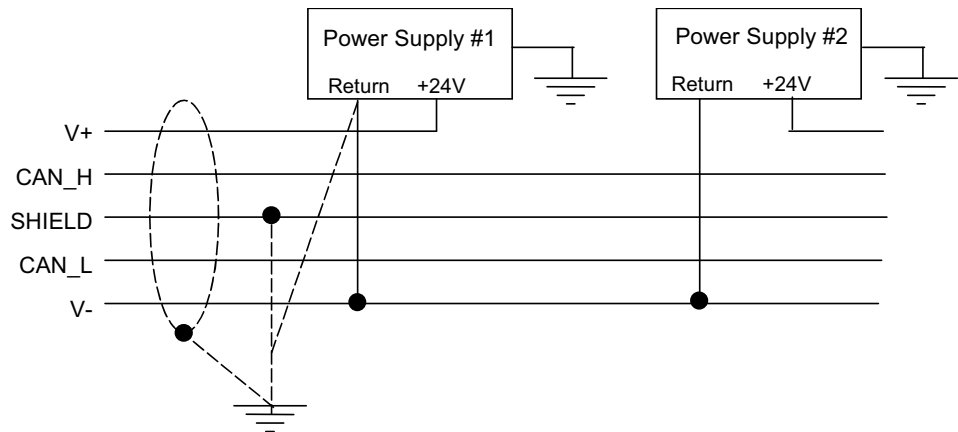 Power Supply #1
Return +24V
Power Supply #2
Return +24V
V+
CAN_H
SHIELD
CAN_L
V-